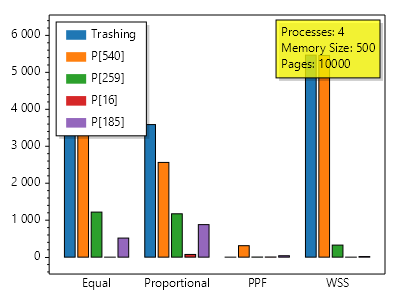 6 000
5 000
4 000
3 000
2 000
1 000
0
Trashing
P[540]
P[259]
P[16]
P[185]
Processes: 4
Memory Size: 500
Pages: 10000
Equal
Proportional
PPF
WSS